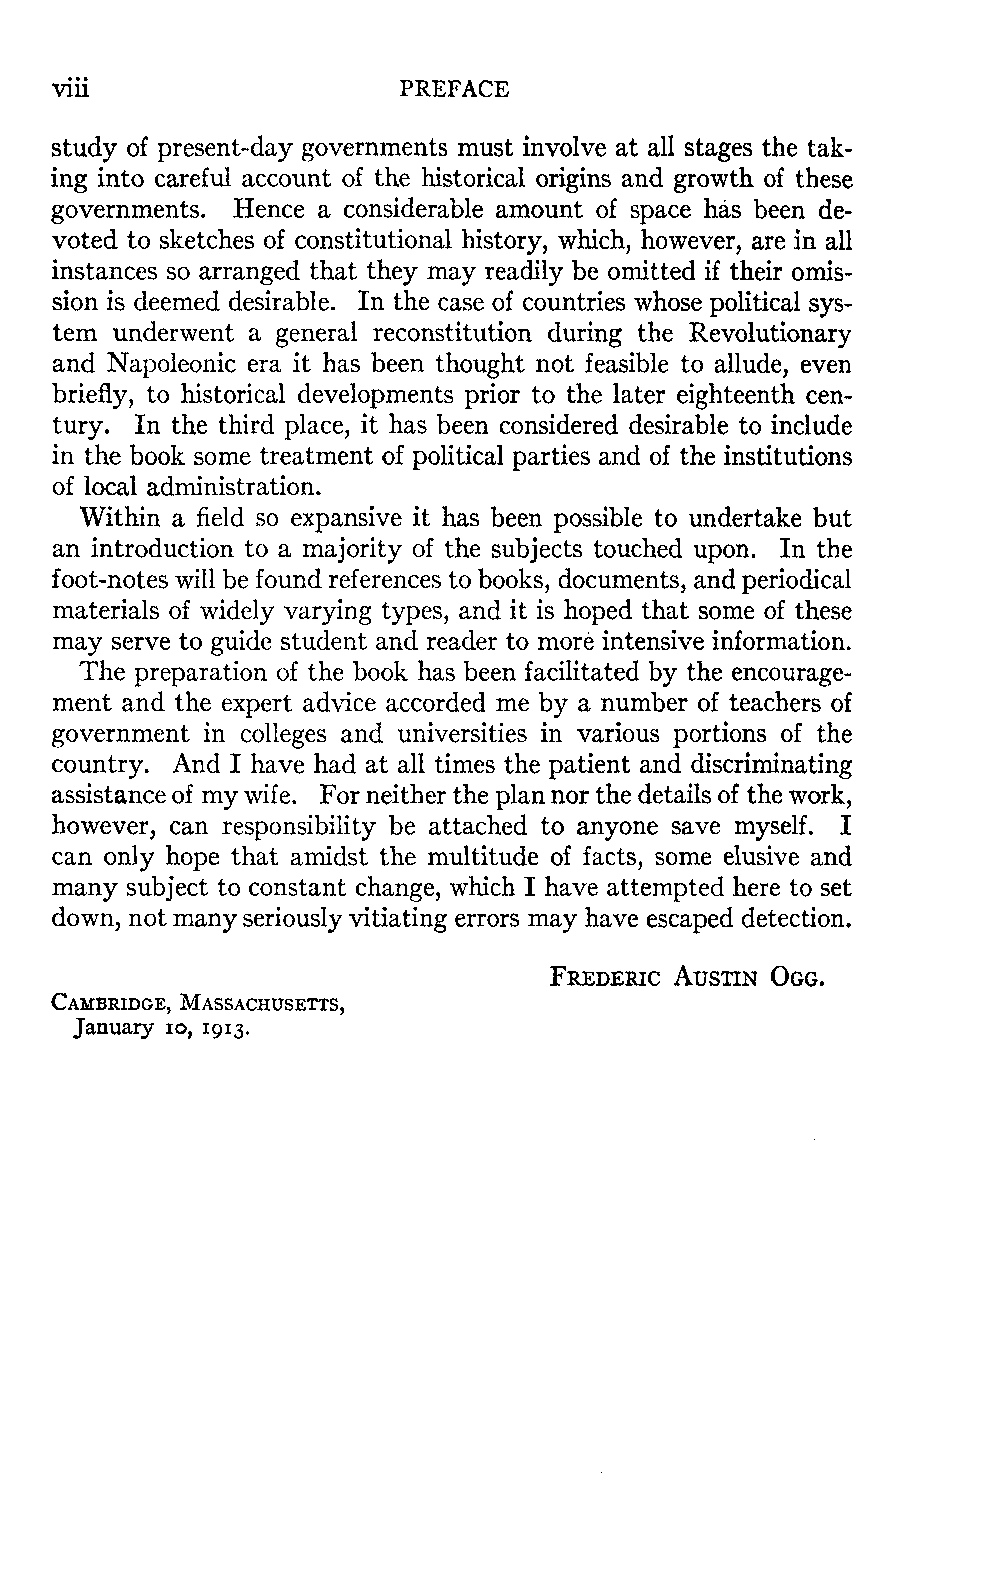 viii PREFACE
study of present-day governments must involve at all stages the tak-
ing into careful account of the historical origins and growth of these
governments. Hence a considerable amount of space has been de-
voted to sketches of constitutional history, which, however, are in all
instances so arranged that they may readily be omitted if their omis-
sion is deemed desirable. In the case of countries whose political sys-
tem underwent a general reconstitution during the Revolutionary
and Napoleonic era it has been thought not feasible to allude, even
briefly, to historical developments prior to the later eighteenth cen-
tury. In the third place, it has been considered desirable to include
in the book some treatment of political parties and of the institutions
of local administration.
Within a field so expansive it has been possible to undertake but
an introduction to a majority of the subjects touched upon. In the
foot-notes will be found references to books, documents, and periodical
materials of widely varying types, and it is hoped that some of these
may serve to guide student and reader to more intensive information.
The preparation of the book has been facilitated by the encourage-
ment and the expert advice accorded me by a number of teachers of
government in colleges and universities in various portions of the
country. And I have had at all times the patient and discriminating
assistance of my wife. For neither the plan nor the details of the work,
however, can responsibility be attached to anyone save myself. I
can only hope that amidst the multitude of facts, some elusive and
many subject to constant change, which I have attempted here to set
down, not many seriously vitiating errors may have escaped detection.
FREDERIC AUSTIN OGG.
CAMBRIDGE, MASSACHUSETTS,
January 10, 1913.